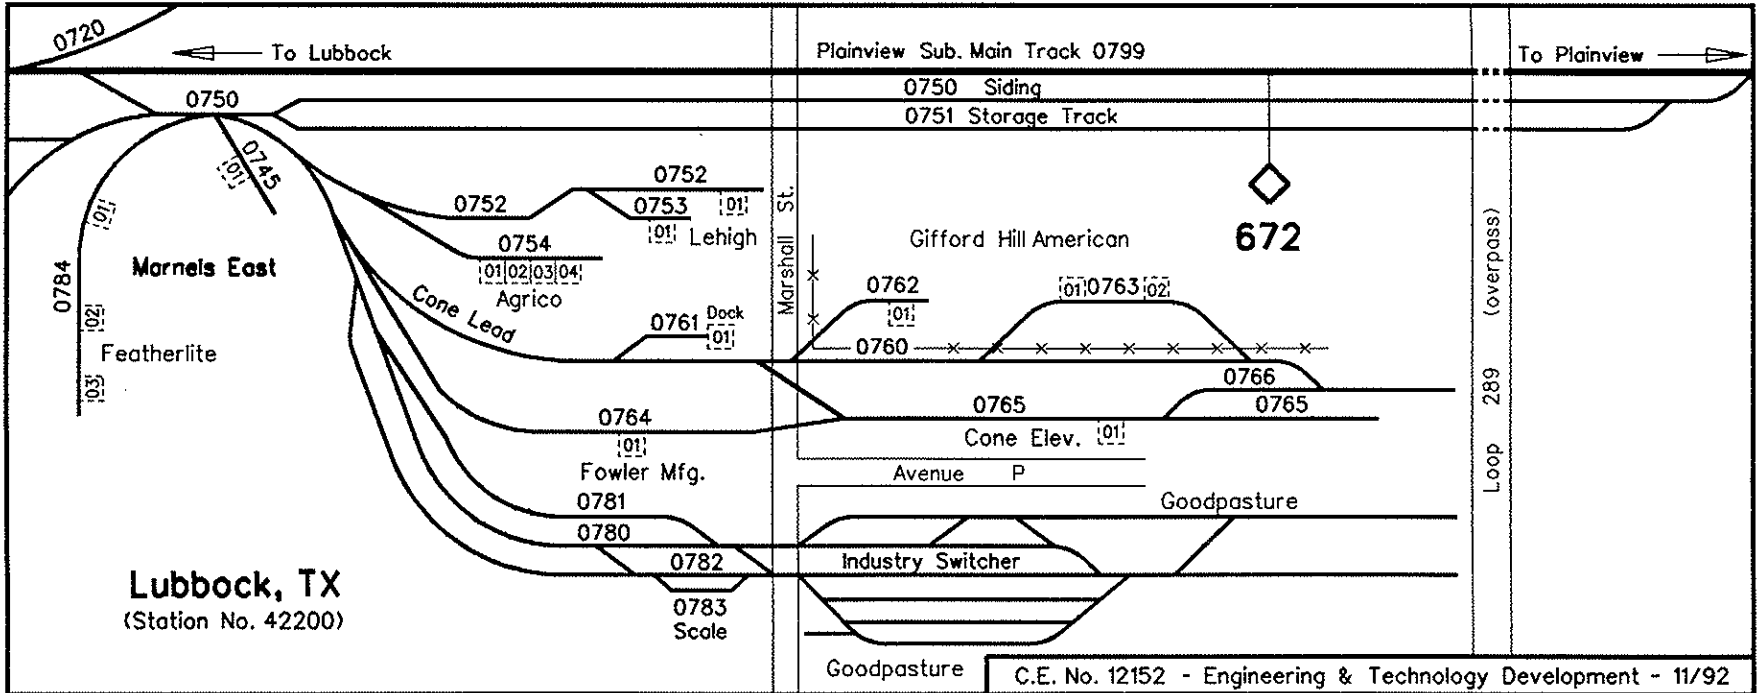 0720
To Lubbock
Plainview Sub. Main Track 0799
To Plainview
0750
0750 Siding
0751 Storage Track
0745
01
0752
0752
01
0753
01
Lehigh
0754
01 02 03 04
Agrico
01
0784
02
03
Marnels East
Featherlite
Cone Lead
0761
Dock
01
Marshall St.
Gifford Hill American
672
0762
01
01 0763 02
0760
0766
0765
0765
Cone Elev.
01
0764
01
Fowler Mfg.
Avenue P
Loop 289 (overpass)
Goodpasture
0781
0780
0782
Industry Switcher
0783
Scale
Goodpasture
Lubbock, TX
(Station No. 42200)
C.E. No. 12152 - Engineering & Technology Development - 11/92